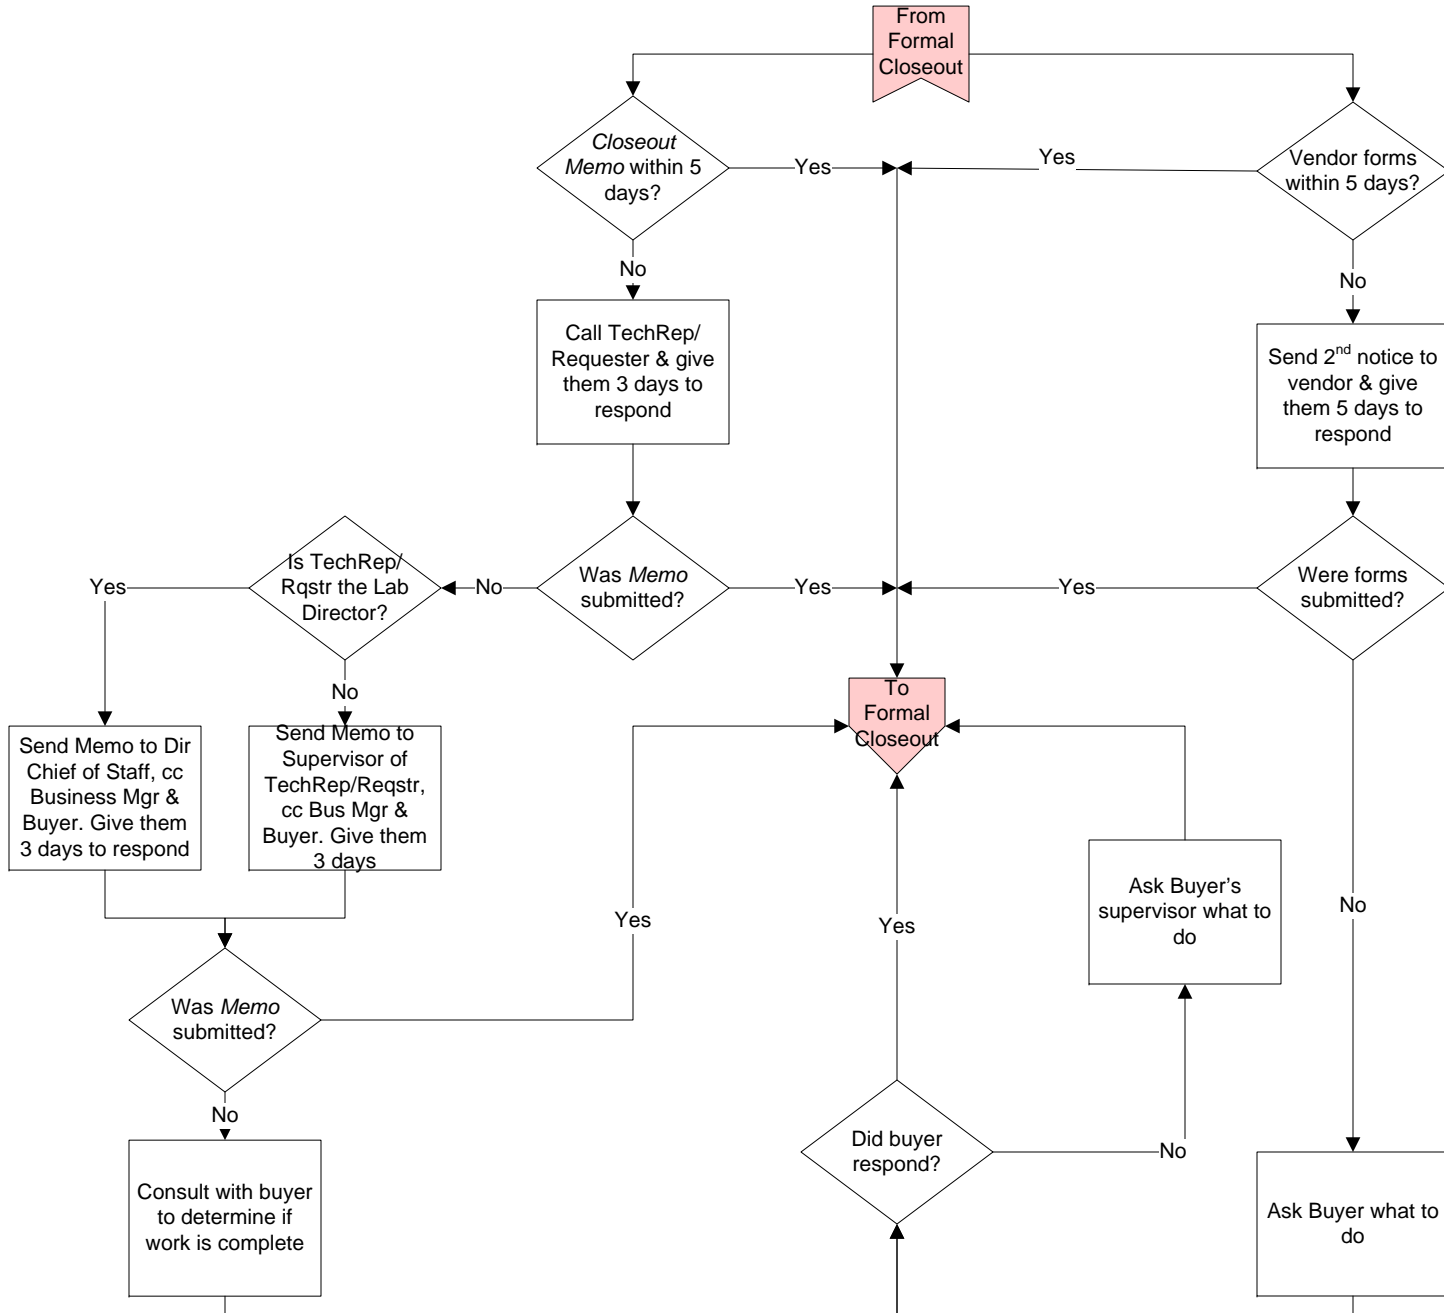 From
Formal
Closeout
Closeout
Memo within 5
days?
Yes
Yes
Vendor forms
within 5 days?
No
No
Call TechRep/
Requester & give
them 3 days to
respond
Send 2nd notice to
vendor & give
them 5 days to
respond
Is TechRep/
Rqstr the Lab
Director?
Yes
No
Was Memo
submitted?
Yes
Yes
Were forms
submitted?
No
To
Formal
Closeout
Send Memo to Dir
Chief of Staff, cc
Business Mgr &
Buyer. Give them
3 days to respond
Send Memo to
Supervisor of
TechRep/Reqstr,
cc Bus Mgr &
Buyer. Give them
3 days
Yes
Yes
Ask Buyer's
supervisor what to
do
No
Was Memo
submitted?
No
Did buyer
respond?
No
Consult with buyer
to determine if
work is complete
Ask Buyer what to
do